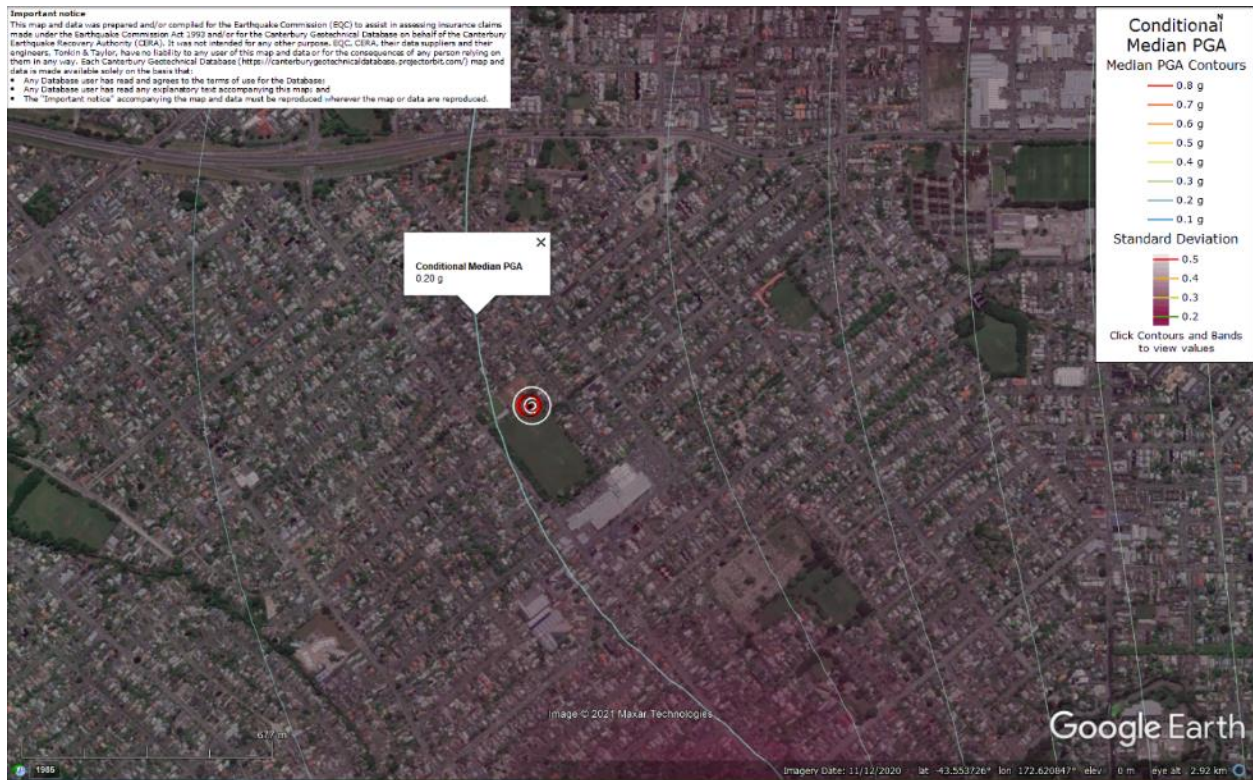 Important notice
This map and data was prepared and/or compiled for the Earthquake Commission (EQC) to assist in assessing insurance claims
made under the Earthquake Commission Act 1993 and/or for the Canterbury Geotechnical Database on behalf of the Canterbury
Earthquake Recovery Authority (CERA). It was not intended for any other purpose. EQC, CERA, their data suppliers and their
engineers, Tonkin & Taylor, have no liability to any user of this map and data or for the consequences of any person relying on
them in any way. Each Canterbury Geotechnical Database (https://canterburygeotechnicaldatabase.projectorbit.com/) map and
data is made available solely on the basis that:
• Any Database user has read and agrees to the terms of use for the Database;
• Any Database user has read any explanatory text accompanying this map; and
• The "Important notice" accompanying the map and data must be reproduced wherever the map or data are reproduced.
N
Conditional
Median PGA
Median PGA Contours
0.8 g
0.7 g
0.6 g
0.5 g
0.4 g
0.3 g
0.2 g
0.1 g
Standard Deviation
0.5
0.4
0.3
0.2
Click Contours and Bands
to view values
Conditional Median PGA
0.20 g
Image © 2021 Maxar Technologies
Google Earth
677 m
1985
Imagery Date: 11/12/2020 lat -43.553726° lon 172.620847° elev 0 m eye alt 2.92 km